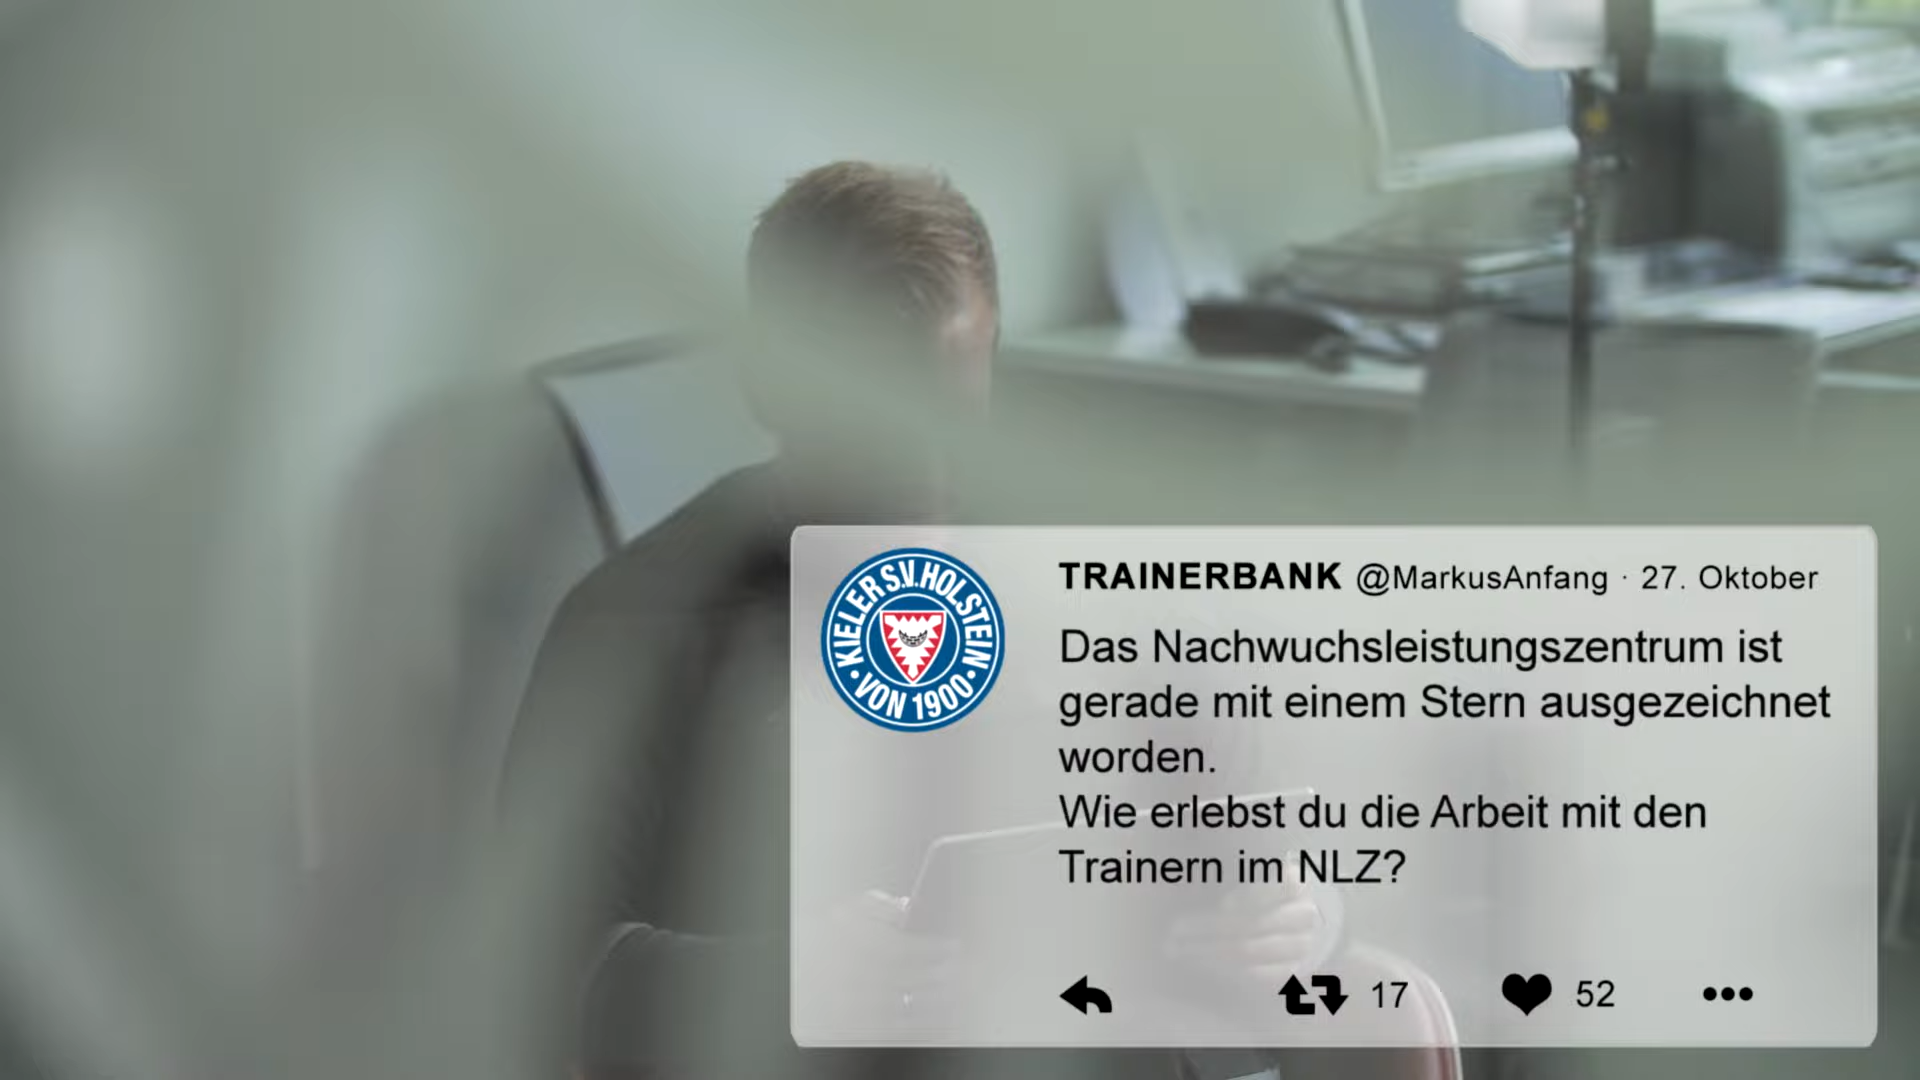 KIELER S.V. HOLSTEIN
• VON 1900 •
TRAINERBANK @MarkusAnfang · 27. Oktober
Das Nachwuchsleistungszentrum ist
gerade mit einem Stern ausgezeichnet
worden.
Wie erlebst du die Arbeit mit den
Trainern im NLZ?
17 52